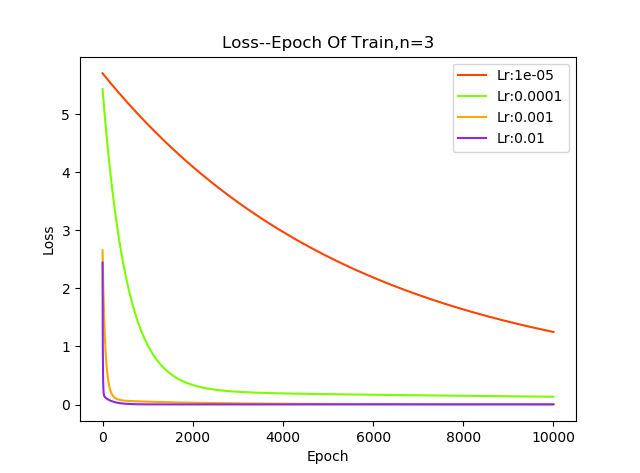 Loss--Epoch Of Train,n=3
Lr:1e-05
Lr:0.0001
Lr:0.001
Lr:0.01
Loss
5
4
3
2
1
0
0 2000 4000 6000 8000 10000
Epoch